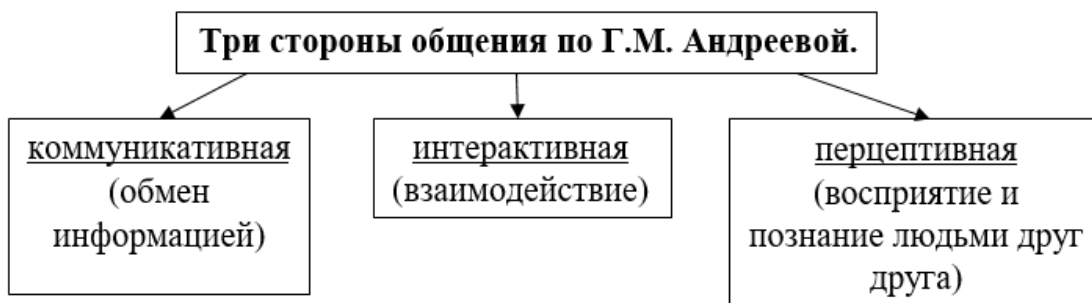 Три стороны общения по Г.М. Андреевой.
коммуникативная
(обмен
информацией)
интерактивная
(взаимодействие)
перцептивная
(восприятие и
познание людьми друг
друга)